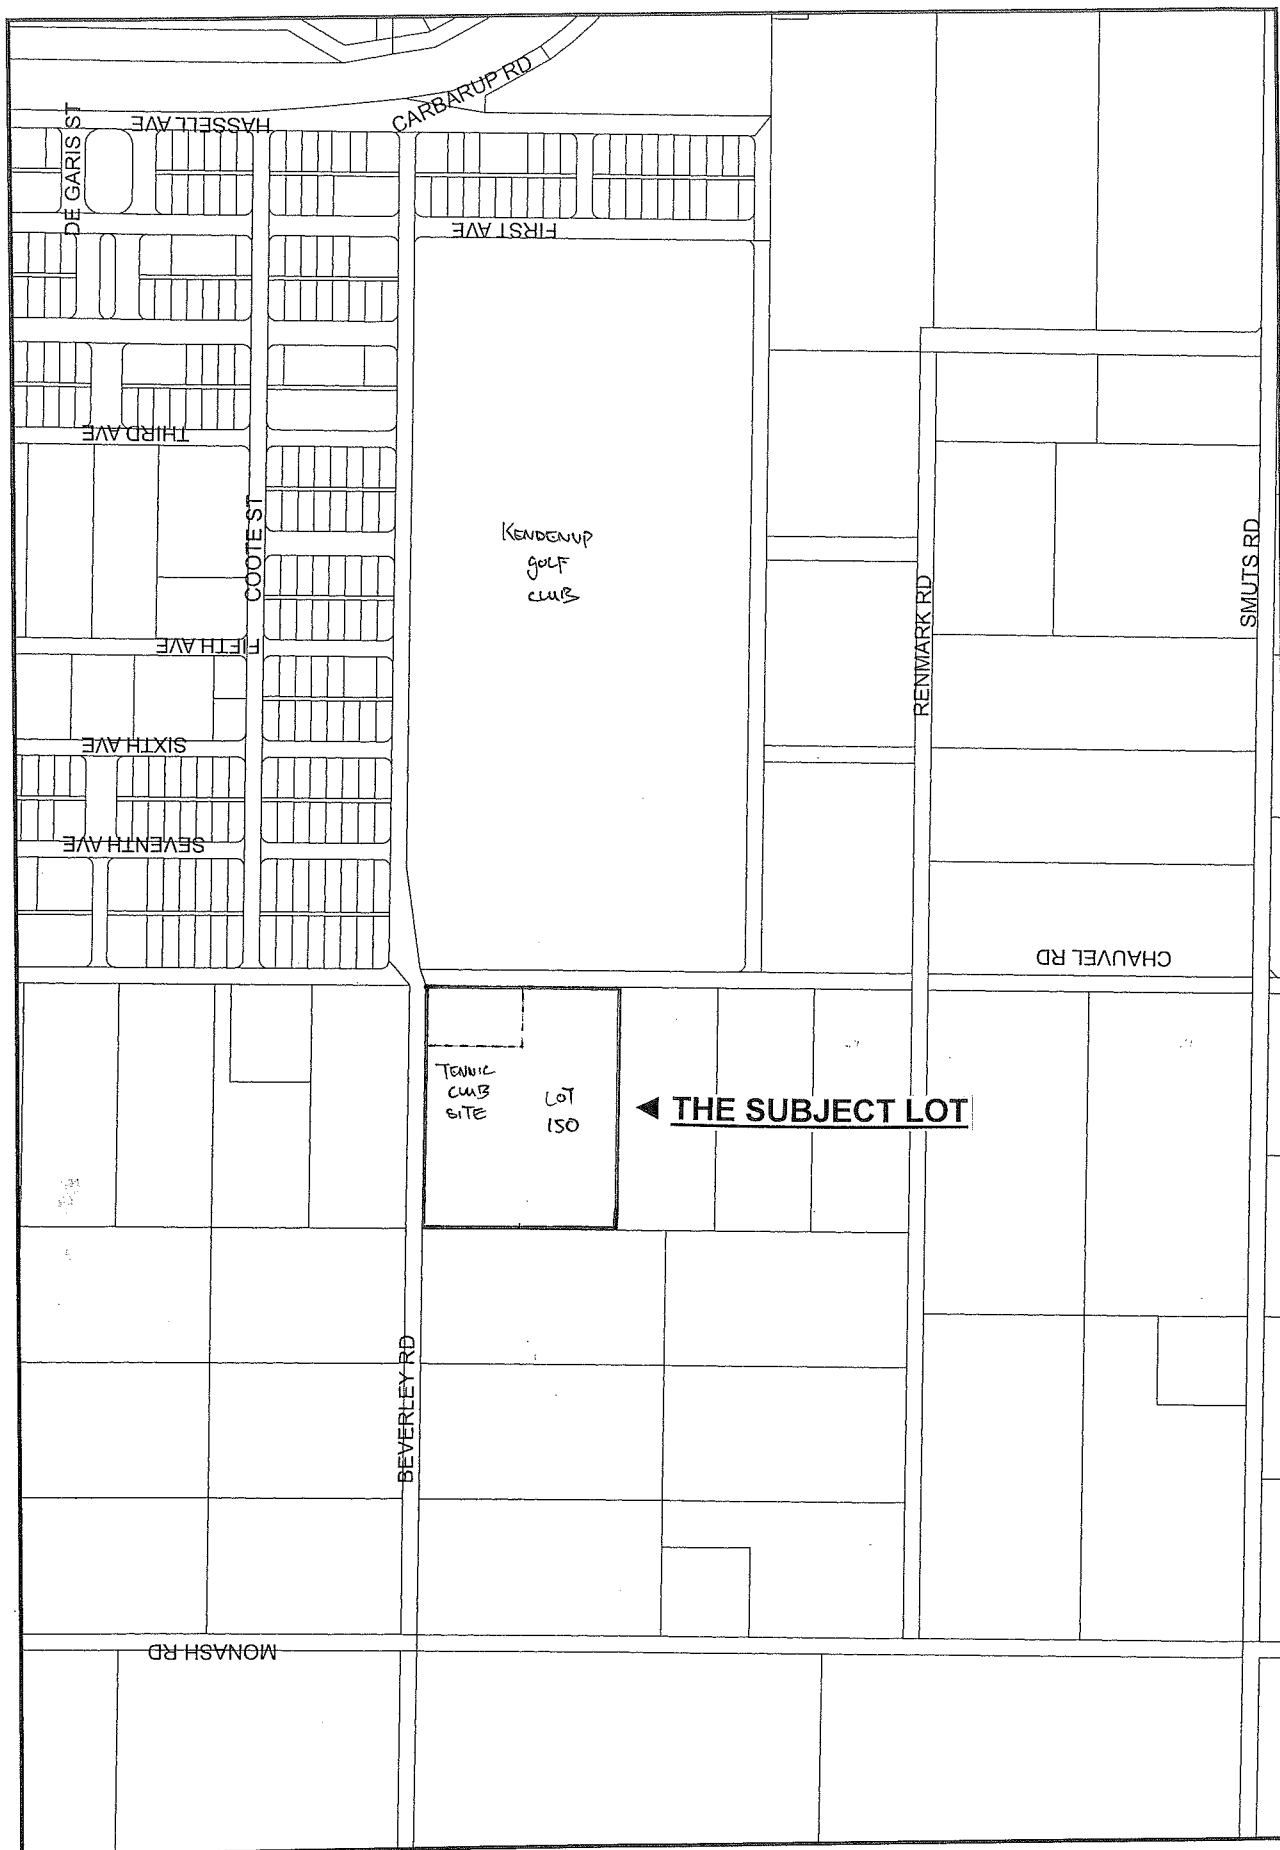 CARBARUP RD
HASSELL AVE
DE GARIS ST
FIRST AVE
THIRD AVE
COOTE ST
KENDENUP
GOLF
CLUB
SMUTS RD
RENMARK RD
FIFTH AVE
SIXTH AVE
SEVENTH AVE
CHAUVEL RD
TENNIS
CLUB
SITE
LOT
150
THE SUBJECT LOT
BEVERLEY RD
MONASH RD